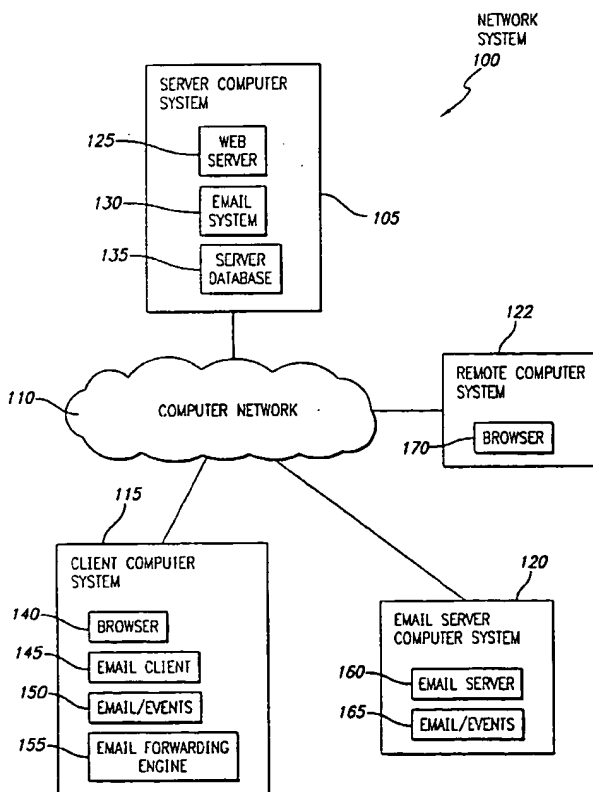 NETWORK
SYSTEM
100
SERVER COMPUTER
SYSTEM
125
WEB
SERVER
130
EMAIL
SYSTEM
105
135
SERVER
DATABASE
122
REMOTE COMPUTER
SYSTEM
110
COMPUTER NETWORK
170
BROWSER
115
CLIENT COMPUTER
SYSTEM
120
EMAIL SERVER
COMPUTER SYSTEM
140
BROWSER
145
EMAIL CLIENT
160
EMAIL SERVER
150
EMAIL/EVENTS
165
EMAIL/EVENTS
155
EMAIL FORWARDING
ENGINE